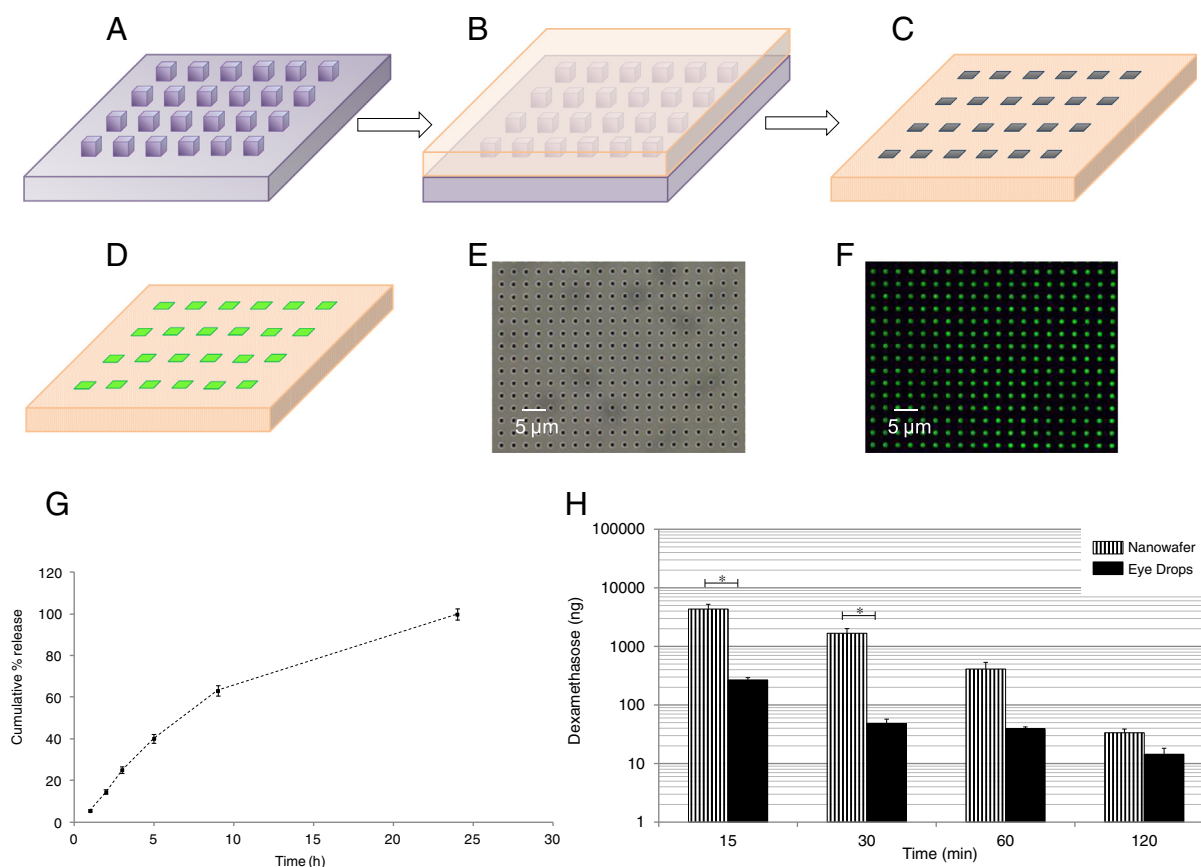 A
B
C
D
E
F
5 µm
5 µm
G
120
100
80
60
40
20
0
Cumulative % release
0 5 10 15 20 25 30
Time (h)
H
100000
10000
1000
100
10
1
Dexamethasose (ng)
Nanowafer
Eye Drops
*
*
15 30 60 120
Time (min)